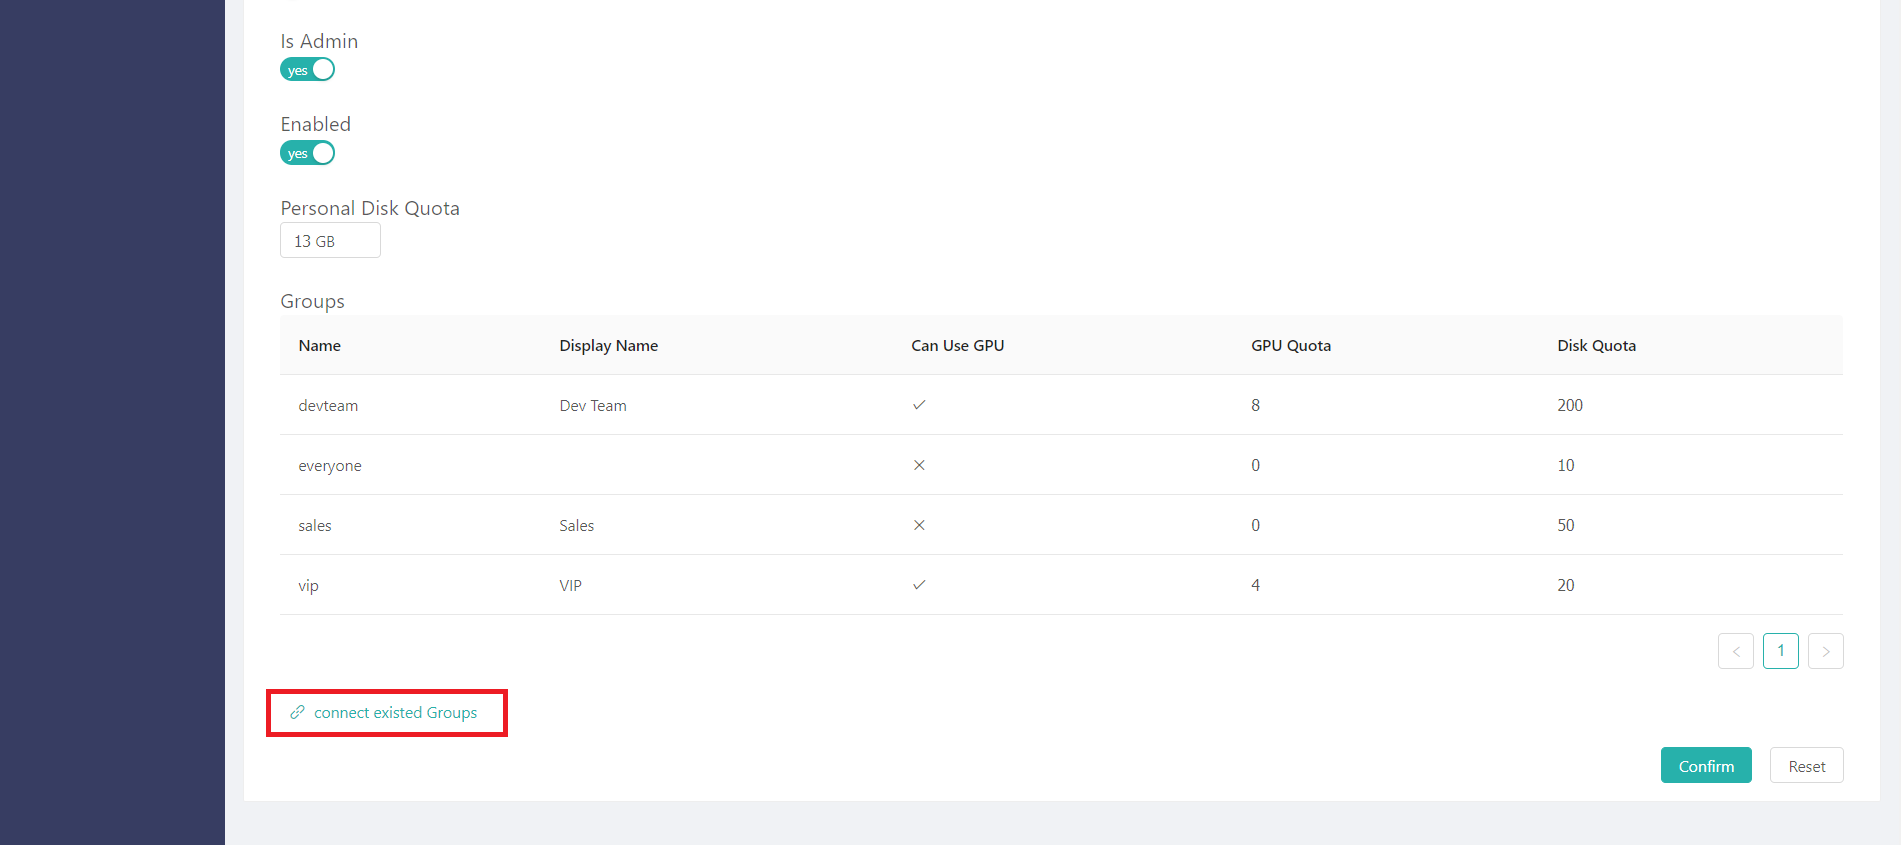 Is Admin
yes
Enabled
yes
Personal Disk Quota
13 GB
Groups
Name Display Name Can Use GPU GPU Quota Disk Quota
devteam Dev Team 8 200
everyone 0 10
sales Sales 0 50
vip VIP 4 20
1
connect existed Groups
Confirm Reset